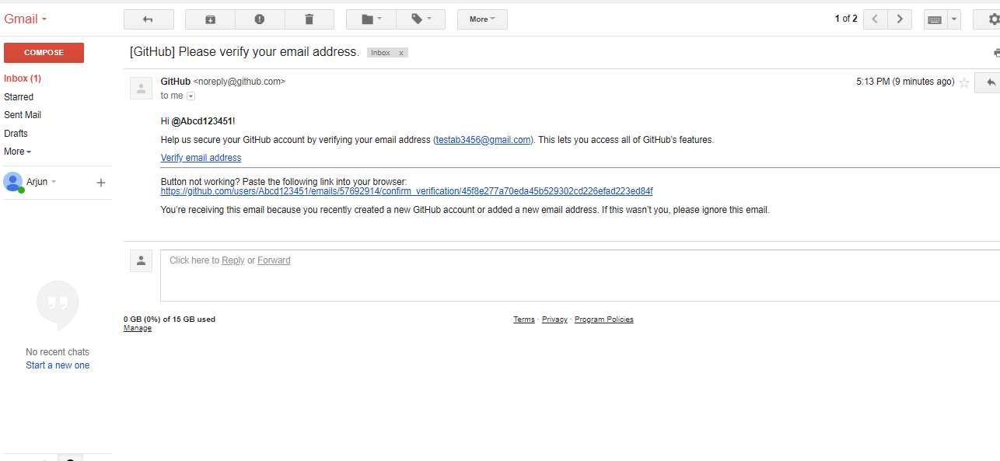 Gmail
More
1 of 2
COMPOSE
[GitHub] Please verify your email address.
Inbox x
Inbox (1)
Starred
Sent Mail
Drafts
More
Arjun
GitHub <noreply@github.com>
5:13 PM (9 minutes ago)
to me
Hi @Abcd123451!
Help us secure your GitHub account by verifying your email address (testab3456@gmail.com). This lets you access all of GitHub's features.
Verify email address
Button not working? Paste the following link into your browser:
https://github.com/users/Abcd123451/emails/57692914/confirm_verification/45f8e277a70eda45b529302cd226efad223ed84f
You're receiving this email because you recently created a new GitHub account or added a new email address. If this wasn't you, please ignore this email.
Click here to Reply or Forward
0 GB (0%) of 15 GB used
Manage
Terms · Privacy · Program Policies
No recent chats
Start a new one